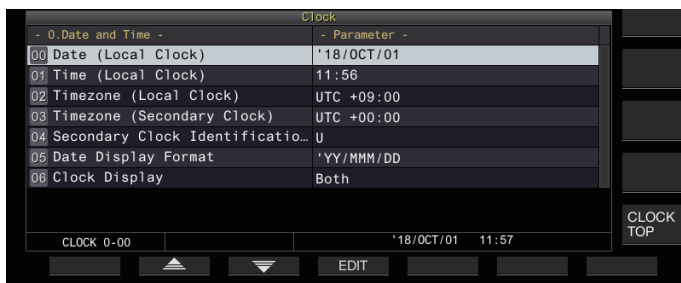 Clock
- 0.Date and Time - - Parameter -
00 Date (Local Clock) '18/OCT/01
01 Time (Local Clock) 11:56
02 Timezone (Local Clock) UTC +09:00
03 Timezone (Secondary Clock) UTC +00:00
04 Secondary Clock Identificatio… U
05 Date Display Format 'YY/MMM/DD
06 Clock Display Both
CLOCK TOP
CLOCK 0-00 '18/OCT/01 11:57
EDIT